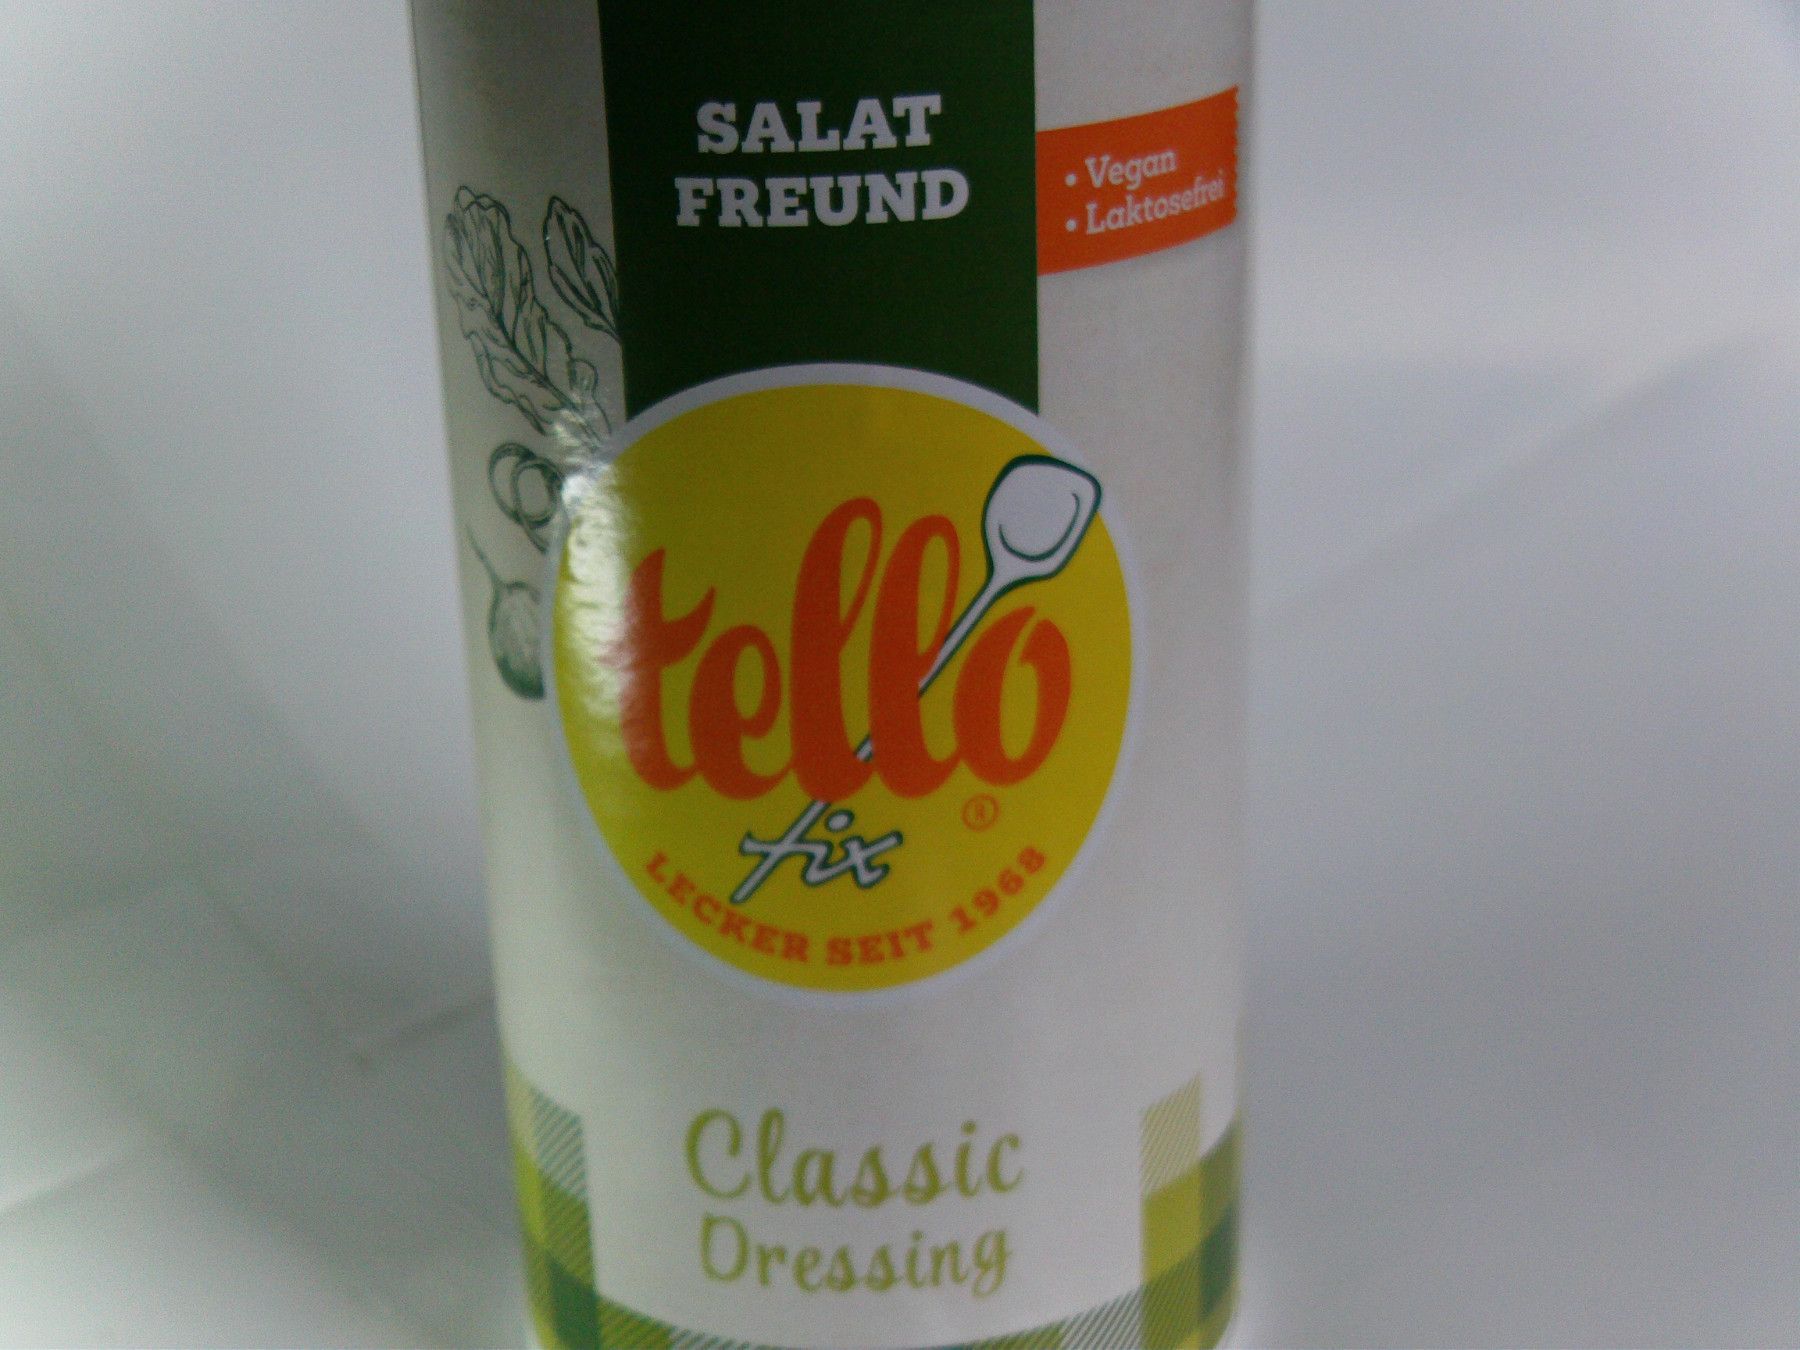 SALAT
FREUND
• Vegan
• Laktosefrei
tello
®
fix
LECKER SEIT 1968
Classic
Dressing